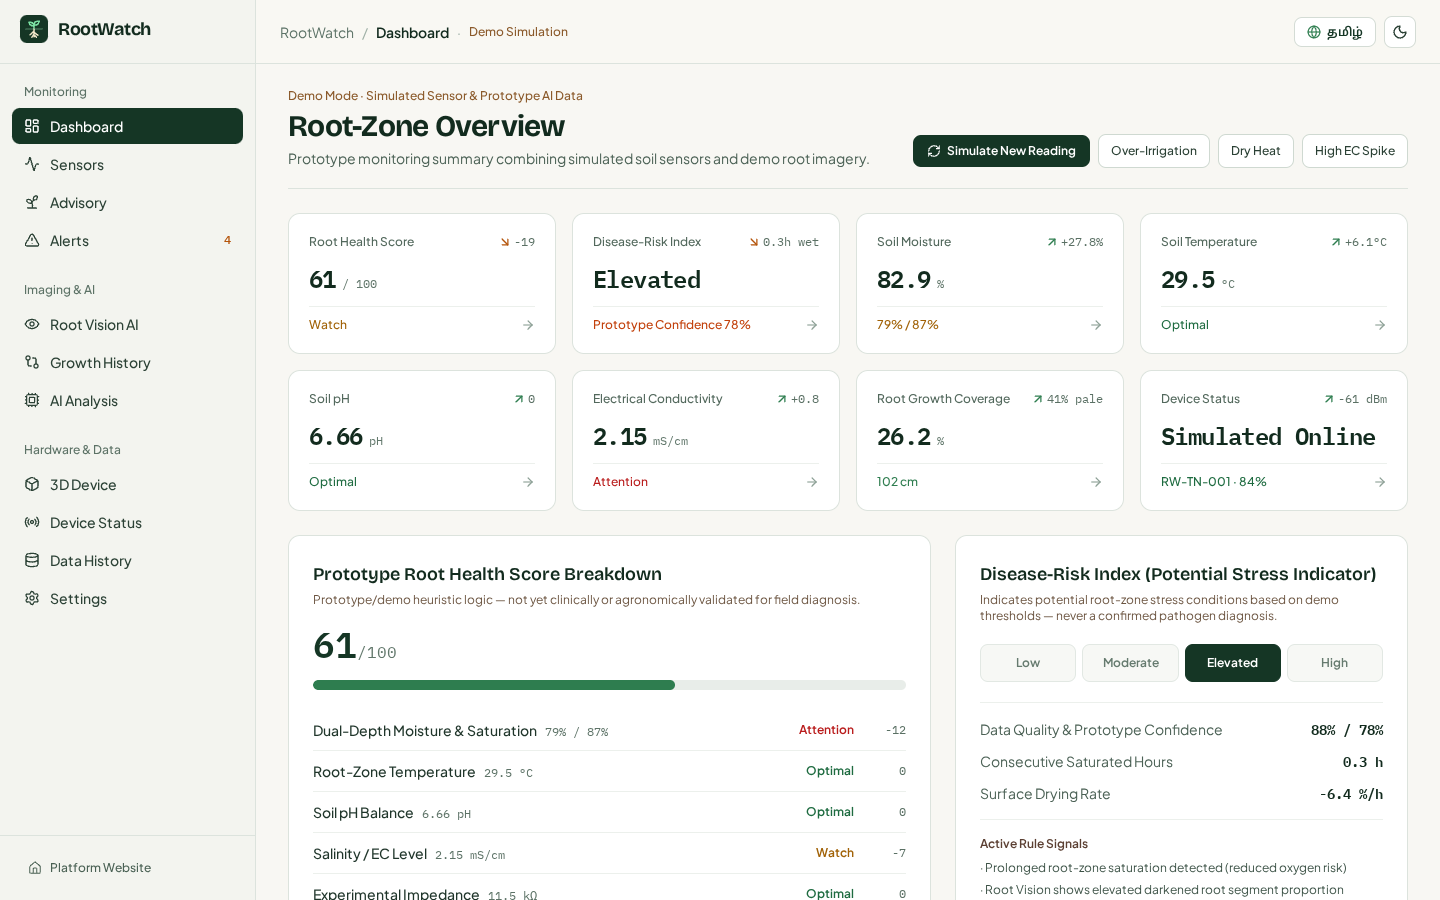 RootWatch
RootWatch / Dashboard · Demo Simulation
தமிழ்
Monitoring
Dashboard
Sensors
Advisory
Alerts 4
Imaging & AI
Root Vision AI
Growth History
AI Analysis
Hardware & Data
3D Device
Device Status
Data History
Settings
Platform Website
Demo Mode · Simulated Sensor & Prototype AI Data
Root-Zone Overview
Prototype monitoring summary combining simulated soil sensors and demo root imagery.
Simulate New Reading
Over-Irrigation
Dry Heat
High EC Spike
Root Health Score -19
61 / 100
Watch
Disease-Risk Index 0.3h wet
Elevated
Prototype Confidence 78%
Soil Moisture +27.8%
82.9 %
79% / 87%
Soil Temperature +6.1°C
29.5 °C
Optimal
Soil pH 0
6.66 pH
Optimal
Electrical Conductivity +0.8
2.15 mS/cm
Attention
Root Growth Coverage 41% pale
26.2 %
102 cm
Device Status -61 dBm
Simulated Online
RW-TN-001 · 84%
Prototype Root Health Score Breakdown
Prototype/demo heuristic logic — not yet clinically or agronomically validated for field diagnosis.
61/100
Dual-Depth Moisture & Saturation 79% / 87% Attention -12
Root-Zone Temperature 29.5 °C Optimal 0
Soil pH Balance 6.66 pH Optimal 0
Salinity / EC Level 2.15 mS/cm Watch -7
Experimental Impedance 11.5 kΩ Optimal 0
Disease-Risk Index (Potential Stress Indicator)
Indicates potential root-zone stress conditions based on demo
thresholds — never a confirmed pathogen diagnosis.
Low
Moderate
Elevated
High
Data Quality & Prototype Confidence 88% / 78%
Consecutive Saturated Hours 0.3 h
Surface Drying Rate -6.4 %/h
Active Rule Signals
· Prolonged root-zone saturation detected (reduced oxygen risk)
· Root Vision shows elevated darkened root segment proportion